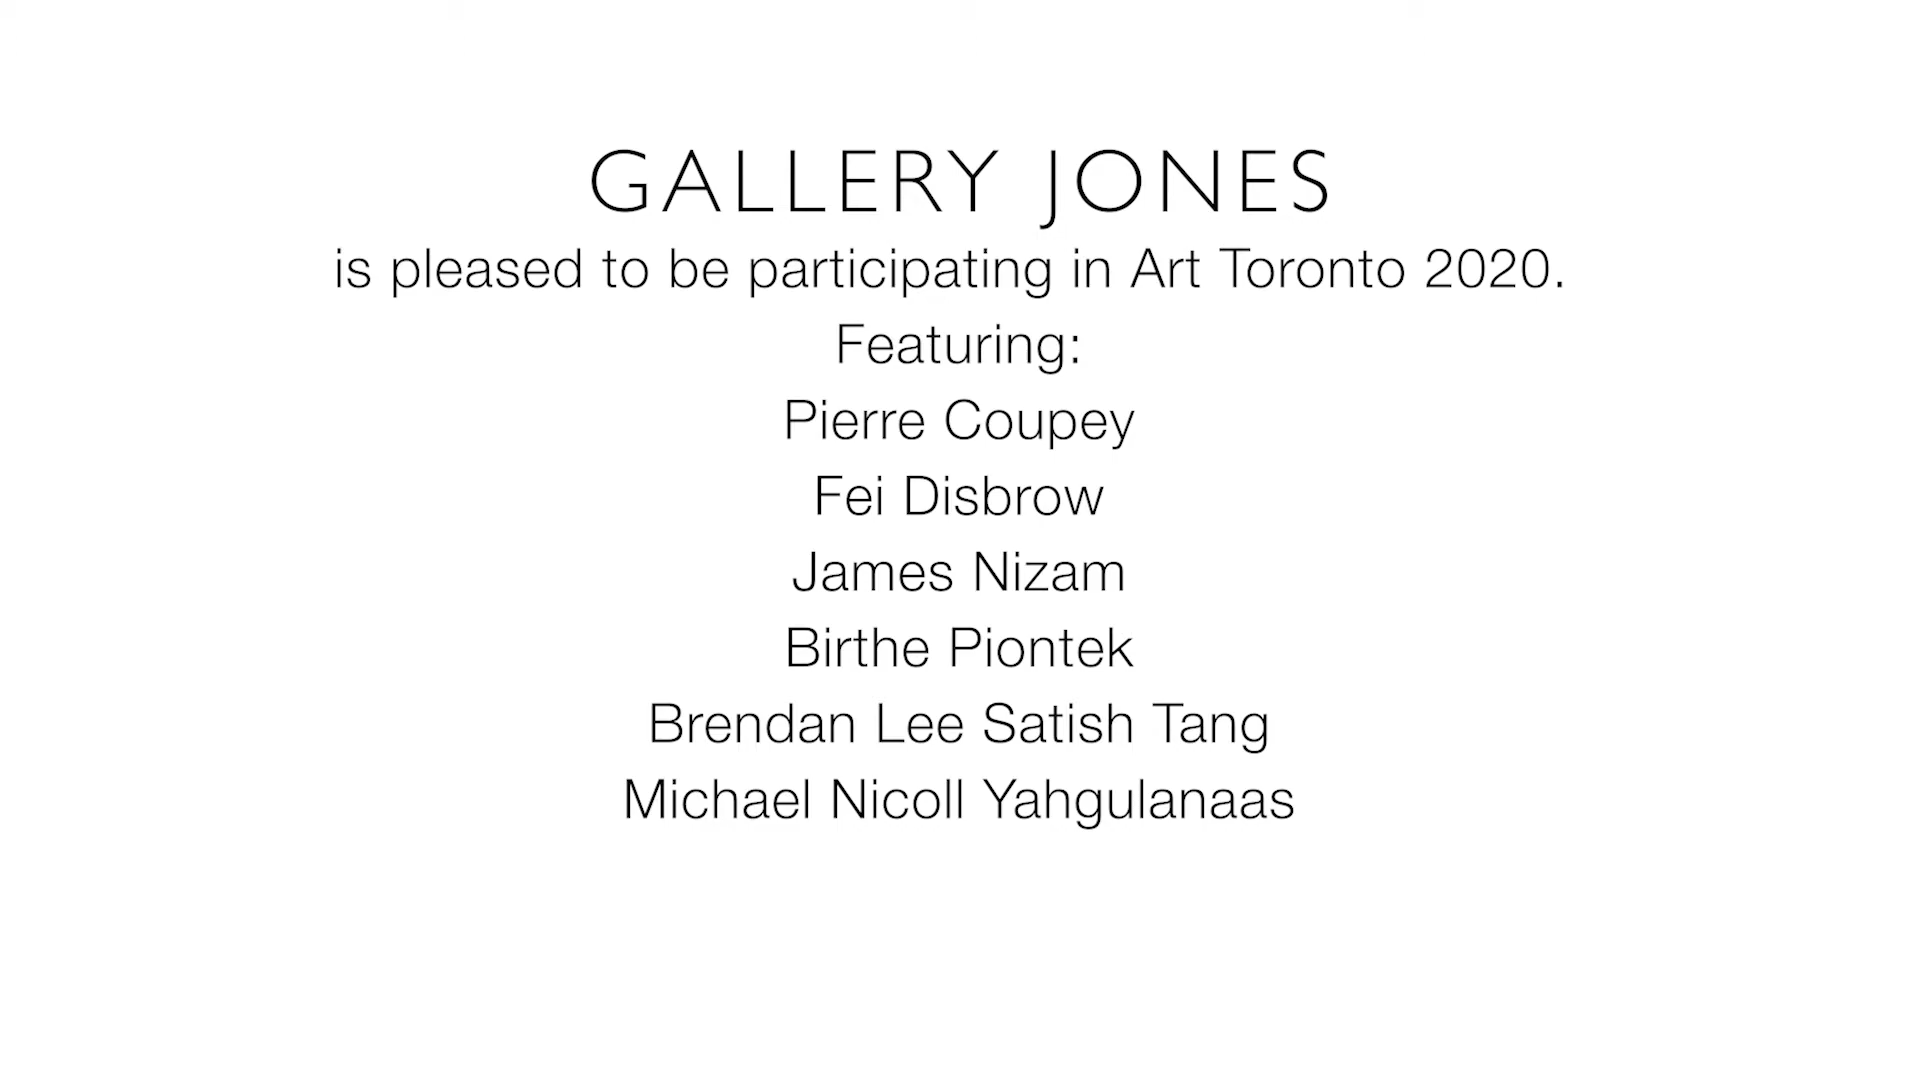 GALLERY JONES
is pleased to be participating in Art Toronto 2020.
Featuring:
Pierre Coupey
Fei Disbrow
James Nizam
Birthe Piontek
Brendan Lee Satish Tang
Michael Nicoll Yahgulanaas